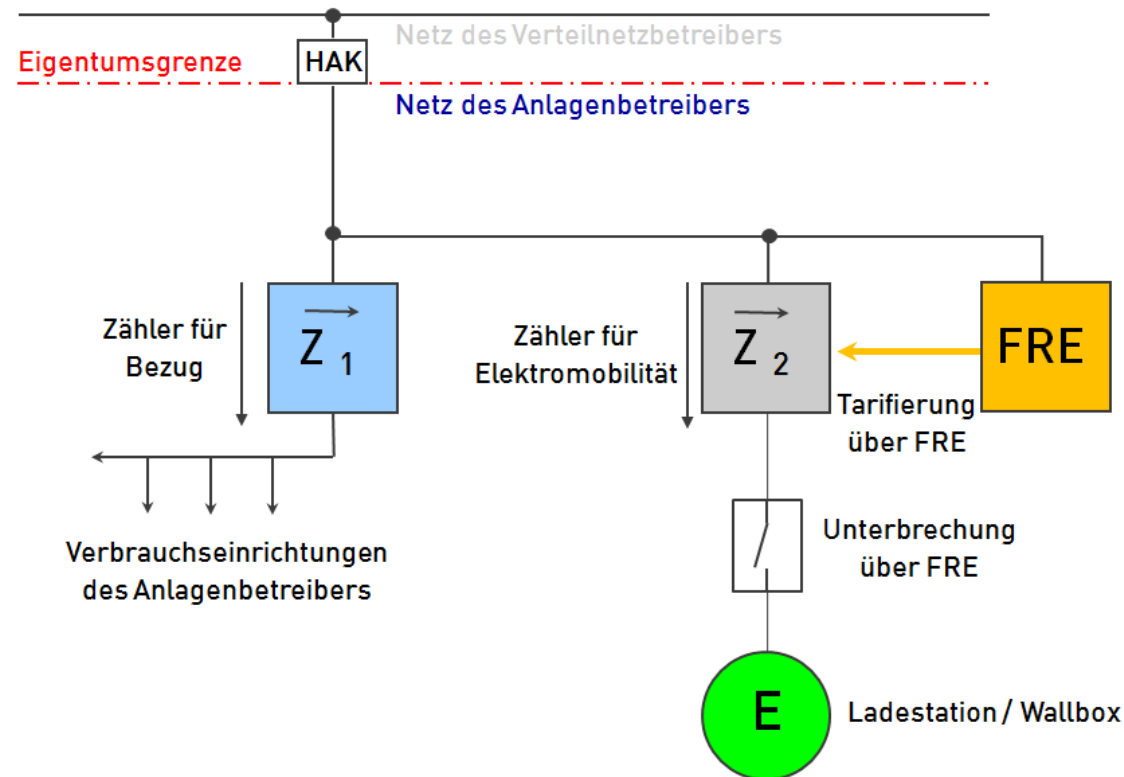 Netz des Verteilnetzbetreibers
Eigentumsgrenze
HAK
Netz des Anlagenbetreibers
Zähler für
Bezug
Z 1
Zähler für
Elektromobilität
Z 2
FRE
Tarifierung
über FRE
Verbrauchseinrichtungen
des Anlagenbetreibers
Unterbrechung
über FRE
E
Ladestation / Wallbox